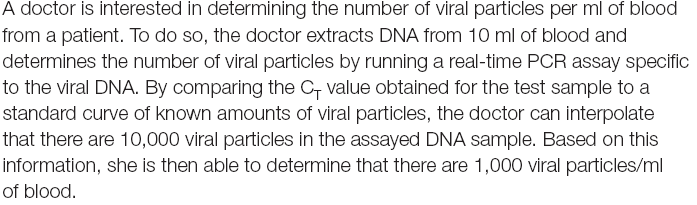 A doctor is interested in determining the number of viral particles per ml of blood
from a patient. To do so, the doctor extracts DNA from 10 ml of blood and
determines the number of viral particles by running a real-time PCR assay specific
to the viral DNA. By comparing the CT value obtained for the test sample to a
standard curve of known amounts of viral particles, the doctor can interpolate
that there are 10,000 viral particles in the assayed DNA sample. Based on this
information, she is then able to determine that there are 1,000 viral particles/ml
of blood.